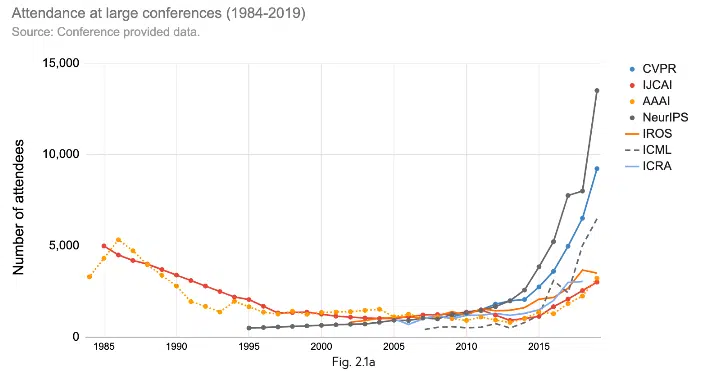 Attendance at large conferences (1984-2019)
Source: Conference provided data.
Number of attendees
15,000
10,000
5,000
0
1985
1990
1995
2000
2005
2010
2015
CVPR
IJCAI
AAAI
NeurIPS
IROS
ICML
ICRA
Fig. 2.1a